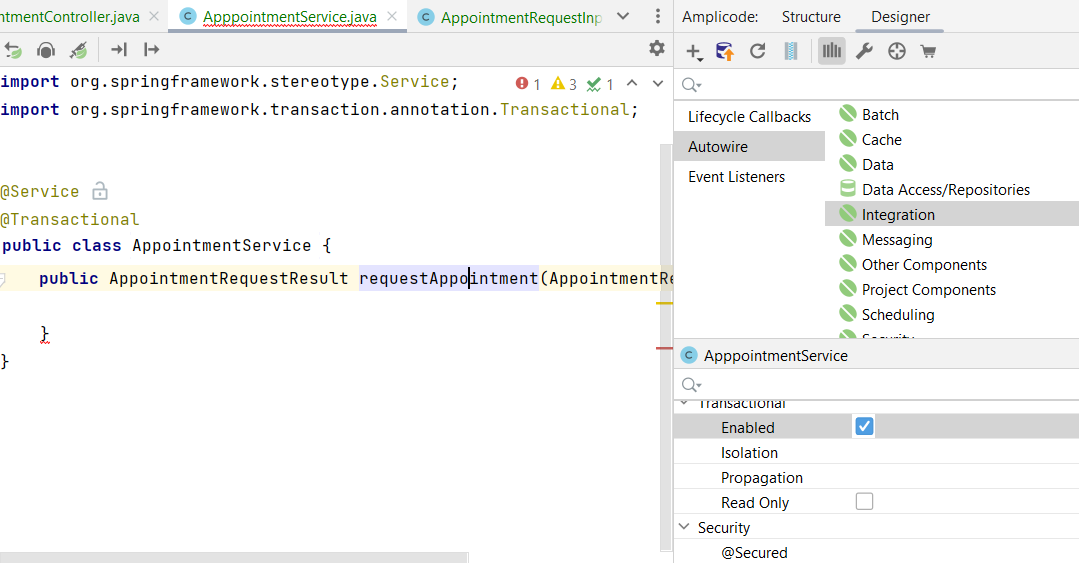 ntmentController.java
ApppointmentService.java
AppointmentRequestInp
import org.springframework.stereotype.Service;
1 3 1
import org.springframework.transaction.annotation.Transactional;
@Service
@Transactional
public class AppointmentService {
public AppointmentRequestResult requestAppointment(AppointmentRe
}
}
Amplicode:
Structure
Designer
Lifecycle Callbacks
Autowire
Event Listeners
Batch
Cache
Data
Data Access/Repositories
Integration
Messaging
Other Components
Project Components
Scheduling
Security
ApppointmentService
Transactional
Enabled
Isolation
Propagation
Read Only
Security
@Secured